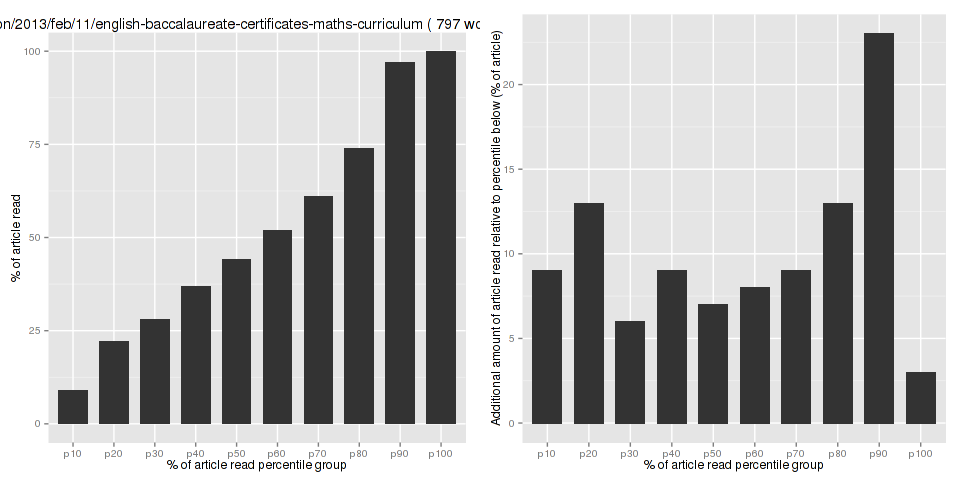 on/2013/feb/11/english-baccalaureate-certificates-maths-curriculum ( 797 wo
% of article read
100
75
50
25
0
p10 p20 p30 p40 p50 p60 p70 p80 p90 p100
% of article read percentile group
Additional amount of article read relative to percentile below (% of article)
20
15
10
5
0
p10 p20 p30 p40 p50 p60 p70 p80 p90 p100
% of article read percentile group